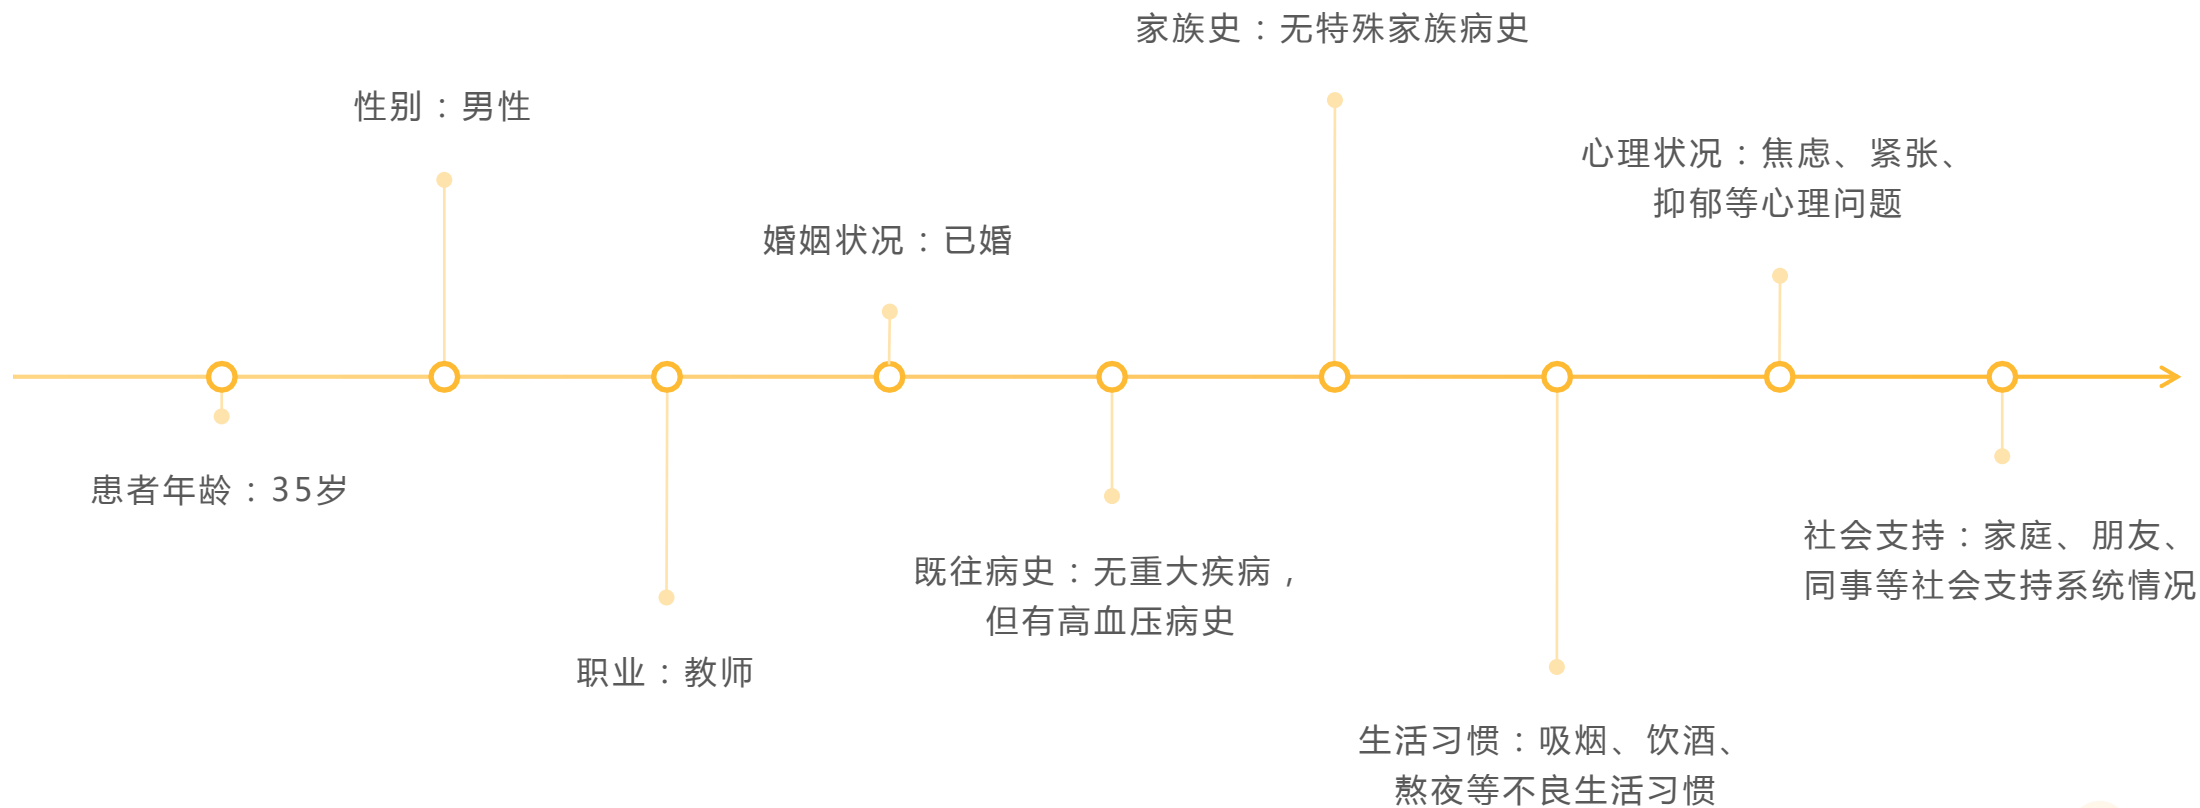 患者年龄：35岁
性别：男性
职业：教师
婚姻状况：已婚
既往病史：无重大疾病，
但有高血压病史
家族史：无特殊家族病史
生活习惯：吸烟、饮酒、
熬夜等不良生活习惯
心理状况：焦虑、紧张、
抑郁等心理问题
社会支持：家庭、朋友、
同事等社会支持系统情况